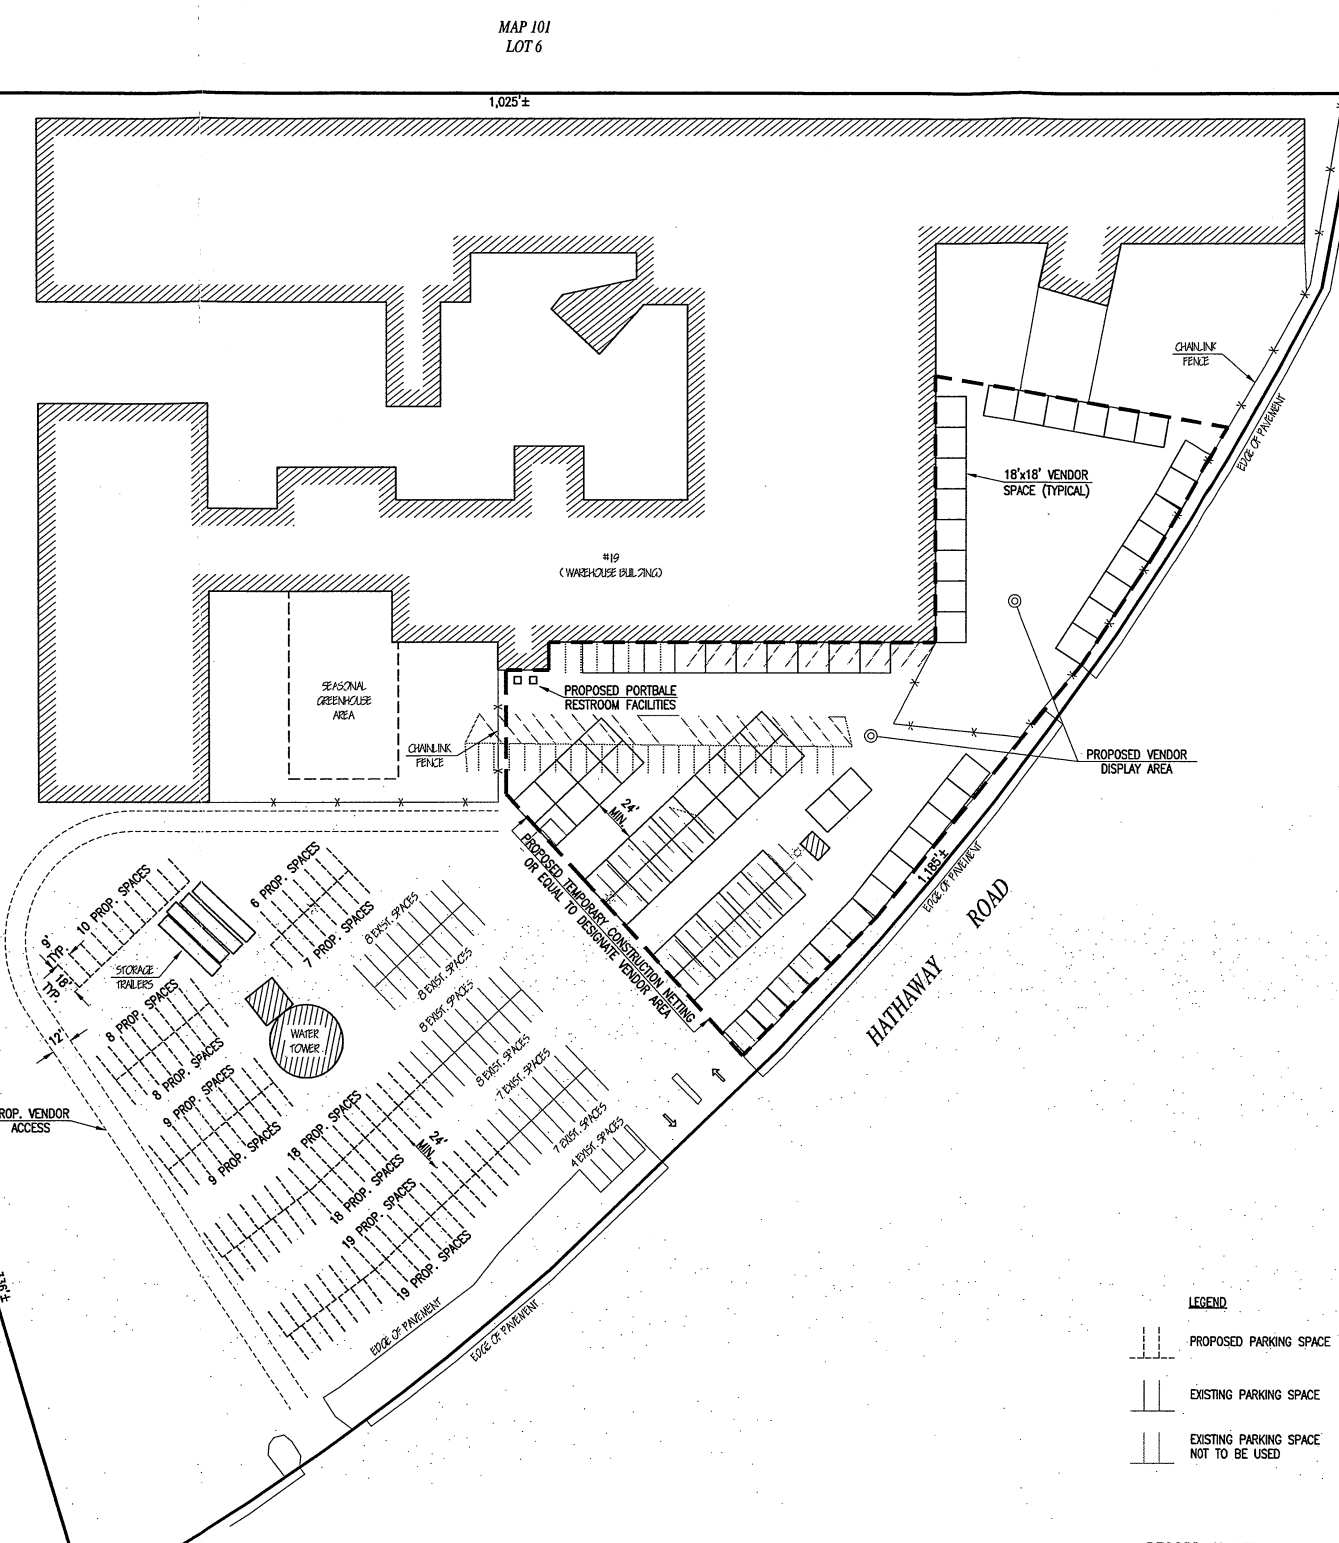 MAP 101
LOT 6
1,025'±
CHAINLINK
FENCE
EDGE OF PAVEMENT
18'x18' VENDOR
SPACE (TYPICAL)
#19
(WAREHOUSE BUILDING)
SEASONAL
GREENHOUSE
AREA
PROPOSED PORTBALE
RESTROOM FACILITIES
CHAINLINK
FENCE
PROPOSED VENDOR
DISPLAY AREA
24'
MIN.
PROPOSED TEMPORARY CONSTRUCTION NETTING
OR EQUAL TO DESIGNATE VENDOR AREA
1,185'±
EDGE OF PAVEMENT
HATHAWAY ROAD
10 PROP. SPACES
6 PROP. SPACES
7 PROP. SPACES
8 EXIST. SPACES
8 EXIST. SPACES
9'
TYP.
18'
TYP.
STORAGE
TRAILERS
12'
8 PROP. SPACES
8 PROP. SPACES
WATER
TOWER
8 EXIST. SPACES
8 EXIST. SPACES
9 PROP. SPACES
9 PROP. SPACES
18 PROP. SPACES
18 PROP. SPACES
24'
MIN.
7 EXIST. SPACES
7 EXIST. SPACES
4 EXIST. SPACES
19 PROP. SPACES
19 PROP. SPACES
ROP. VENDOR
ACCESS
736'±
EDGE OF PAVEMENT
EDGE OF PAVEMENT
LEGEND
PROPOSED PARKING SPACE
EXISTING PARKING SPACE
EXISTING PARKING SPACE
NOT TO BE USED